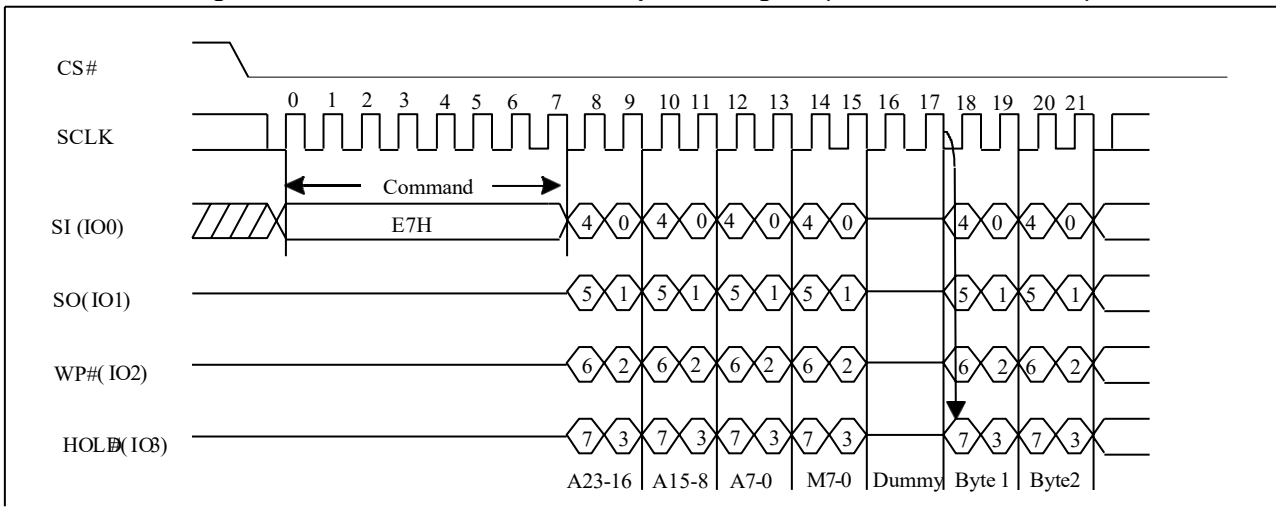 CS#
0 1 2 3 4 5 6 7 8 9 10 11 12 13 14 15 16 17 18 19 20 21
SCLK
Command
SI (IO0) E7H 4 0 4 0 4 0 4 0 4 0 4 0
SO( IO1) 5 1 5 1 5 1 5 1 5 1 5 1
WP#( IO2) 6 2 6 2 6 2 6 2 6 2 6 2
7 3 7 3 7 3 7 3 7 3 7 3
A23-16 A15-8 A7-0 M7-0 Dummy Byte 1 Byte2